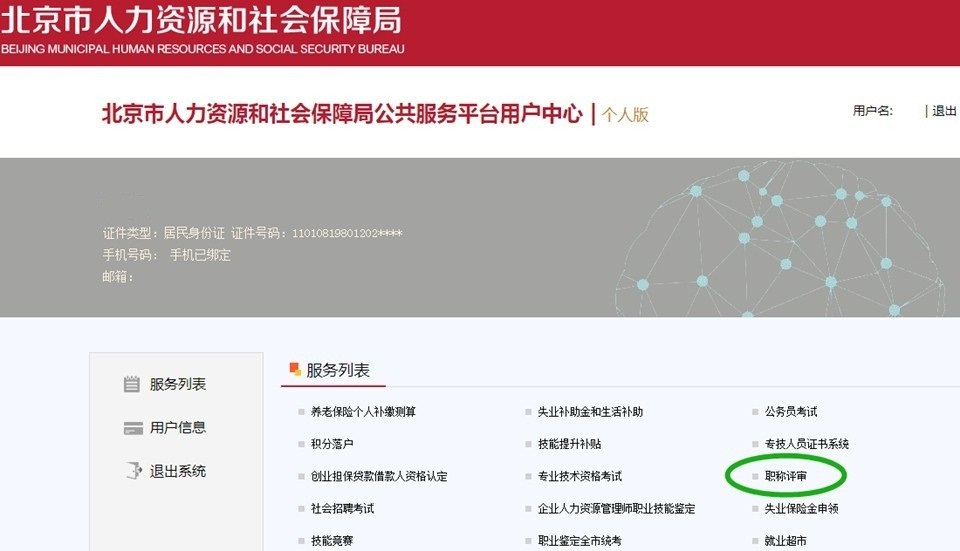 北京市人力资源和社会保障局
BEIJING MUNICIPAL HUMAN RESOURCES AND SOCIAL SECURITY BUREAU
北京市人力资源和社会保障局公共服务平台用户中心 | 个人版
用户名: | 退出
证件类型：居民身份证 证件号码：11010819801202****
手机号码： 手机已绑定
邮箱：
服务列表
用户信息
退出系统
服务列表
养老保险个人补缴测算 失业补助金和生活补助 公务员考试
积分落户 技能提升补贴 专技人员证书系统
创业担保贷款借款人资格认定 专业技术资格考试 职称评审
社会招聘考试 企业人力资源管理师职业技能鉴定 失业保险金申领
技能竞赛 职业鉴定全市统考 就业超市